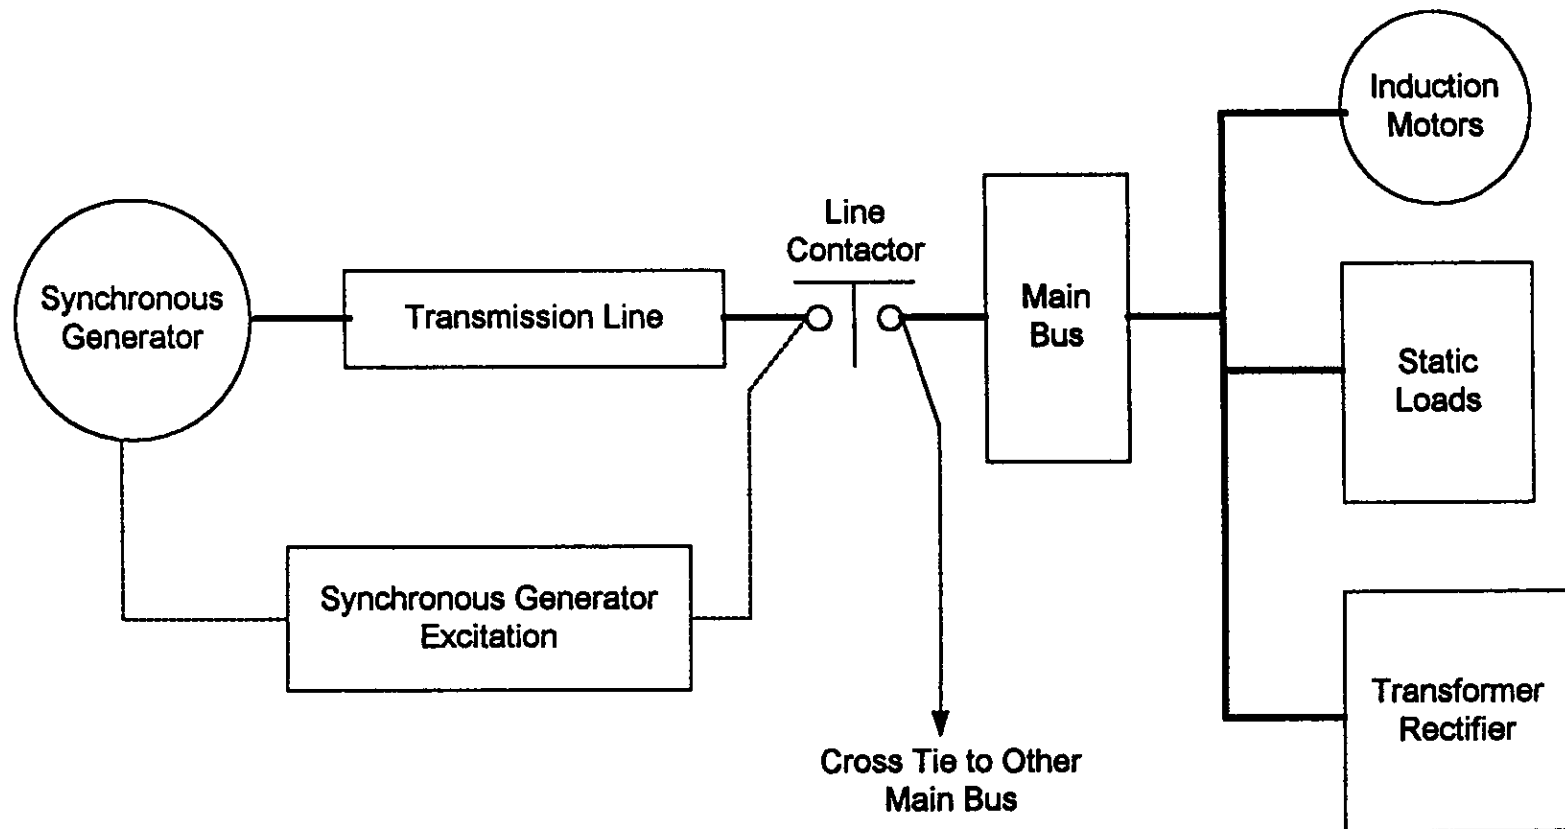 Induction
Motors
Line
Contactor
Synchronous
Generator
Transmission Line
Main
Bus
Static
Loads
Synchronous Generator
Excitation
Transformer
Rectifier
Cross Tie to Other
Main Bus